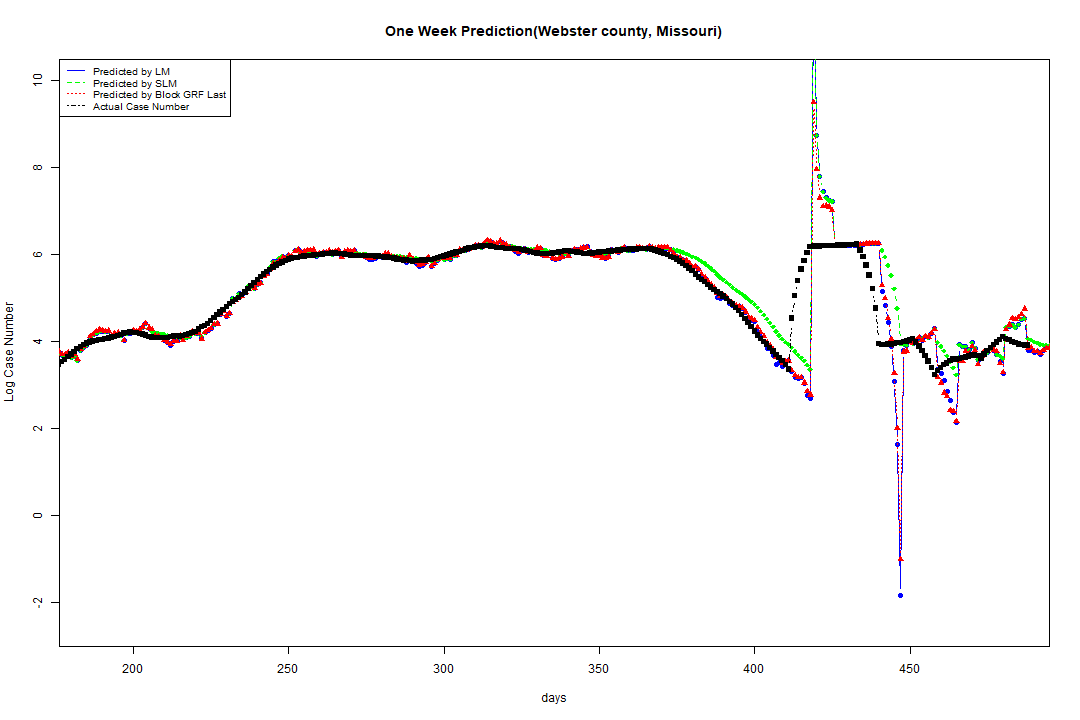 One Week Prediction(Webster county, Missouri)
Predicted by LM
Predicted by SLM
Predicted by Block GRF Last
Actual Case Number
10
8
6
4
2
0
-2
Log Case Number
200 250 300 350 400 450
days